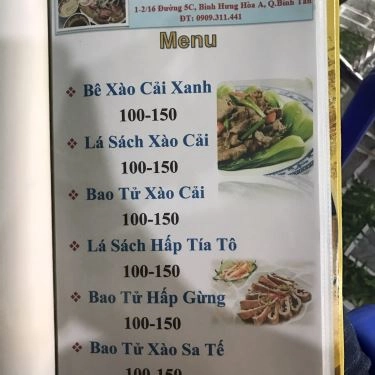 1-2/16 Đường 5C, Bình Hưng Hòa A, Q.Bình Tân
ĐT: 0909.311.441
Menu
Bê Xào Cải Xanh
100-150
Lá Sách Xào Cải
100-150
Bao Tử Xào Cải
100-150
Lá Sách Hấp Tía Tô
100-150
Bao Tử Hấp Gừng
100-150
Bao Tử Xào Sa Tế
100-150